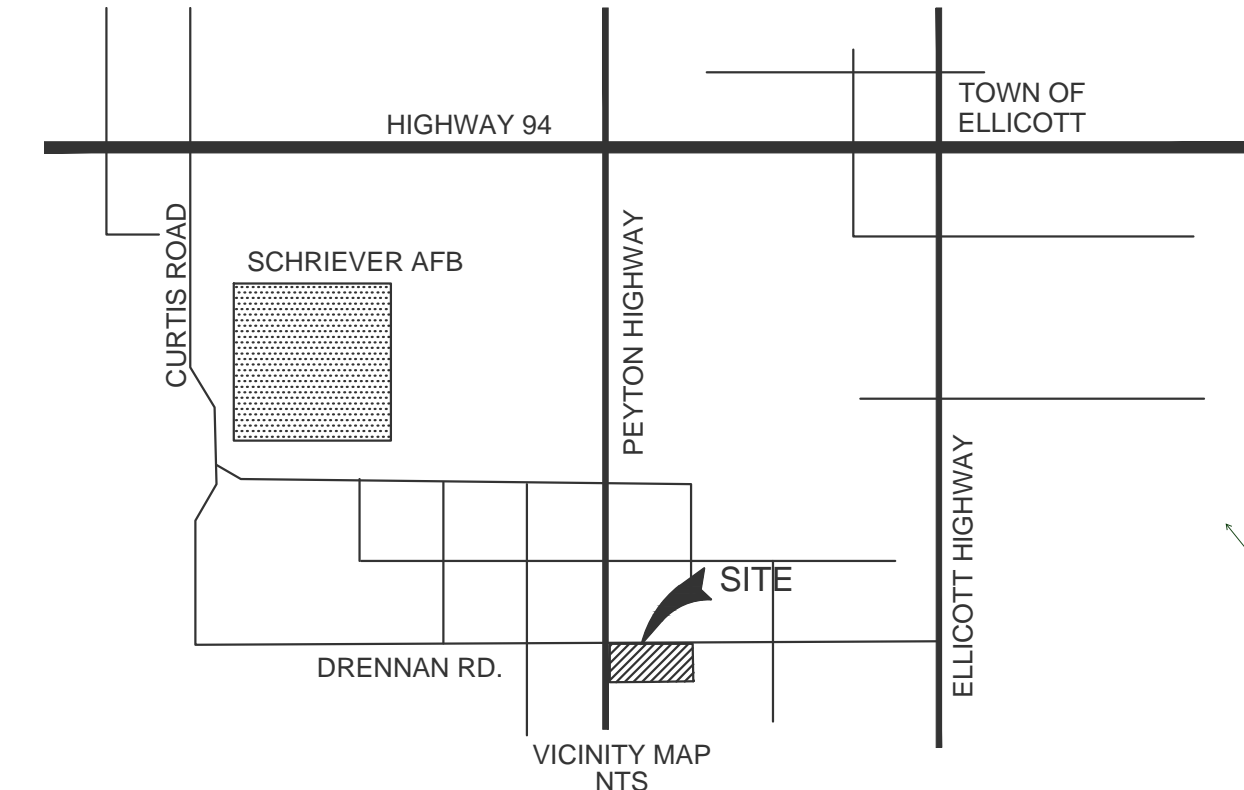 TOWN OF
ELLICOTT
HIGHWAY 94
CURTIS ROAD
SCHRIEVER AFB
PEYTON HIGHWAY
ELLICOTT HIGHWAY
SITE
DRENNAN RD.
VICINITY MAP
NTS